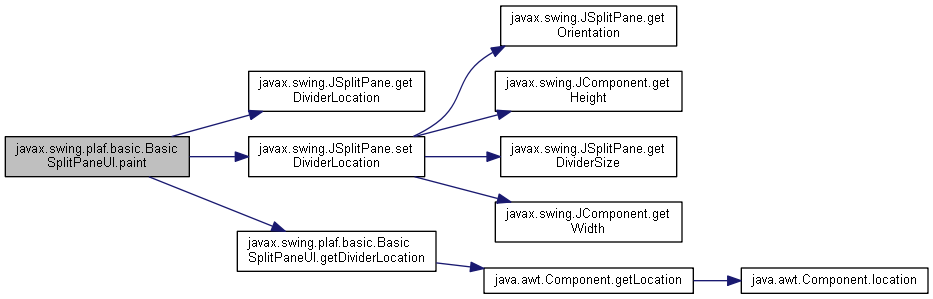 javax.swing.plaf.basic.Basic
SplitPaneUI.paint
javax.swing.JSplitPane.get
DividerLocation
javax.swing.JSplitPane.set
DividerLocation
javax.swing.JSplitPane.get
Orientation
javax.swing.JComponent.get
Height
javax.swing.JSplitPane.get
DividerSize
javax.swing.JComponent.get
Width
javax.swing.plaf.basic.Basic
SplitPaneUI.getDividerLocation
java.awt.Component.getLocation
java.awt.Component.location